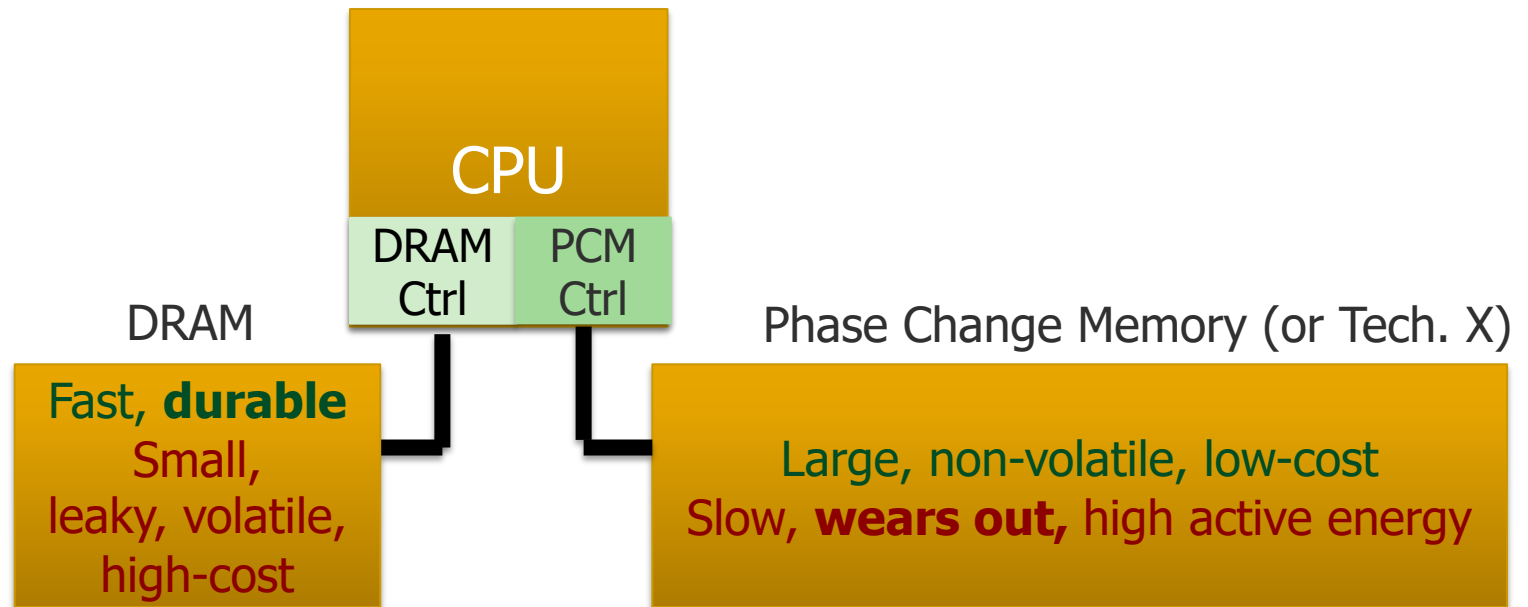 CPU
DRAM
Ctrl
PCM
Ctrl
DRAM
Fast, durable
Small,
leaky, volatile,
high-cost
Phase Change Memory (or Tech. X)
Large, non-volatile, low-cost
Slow, wears out, high active energy